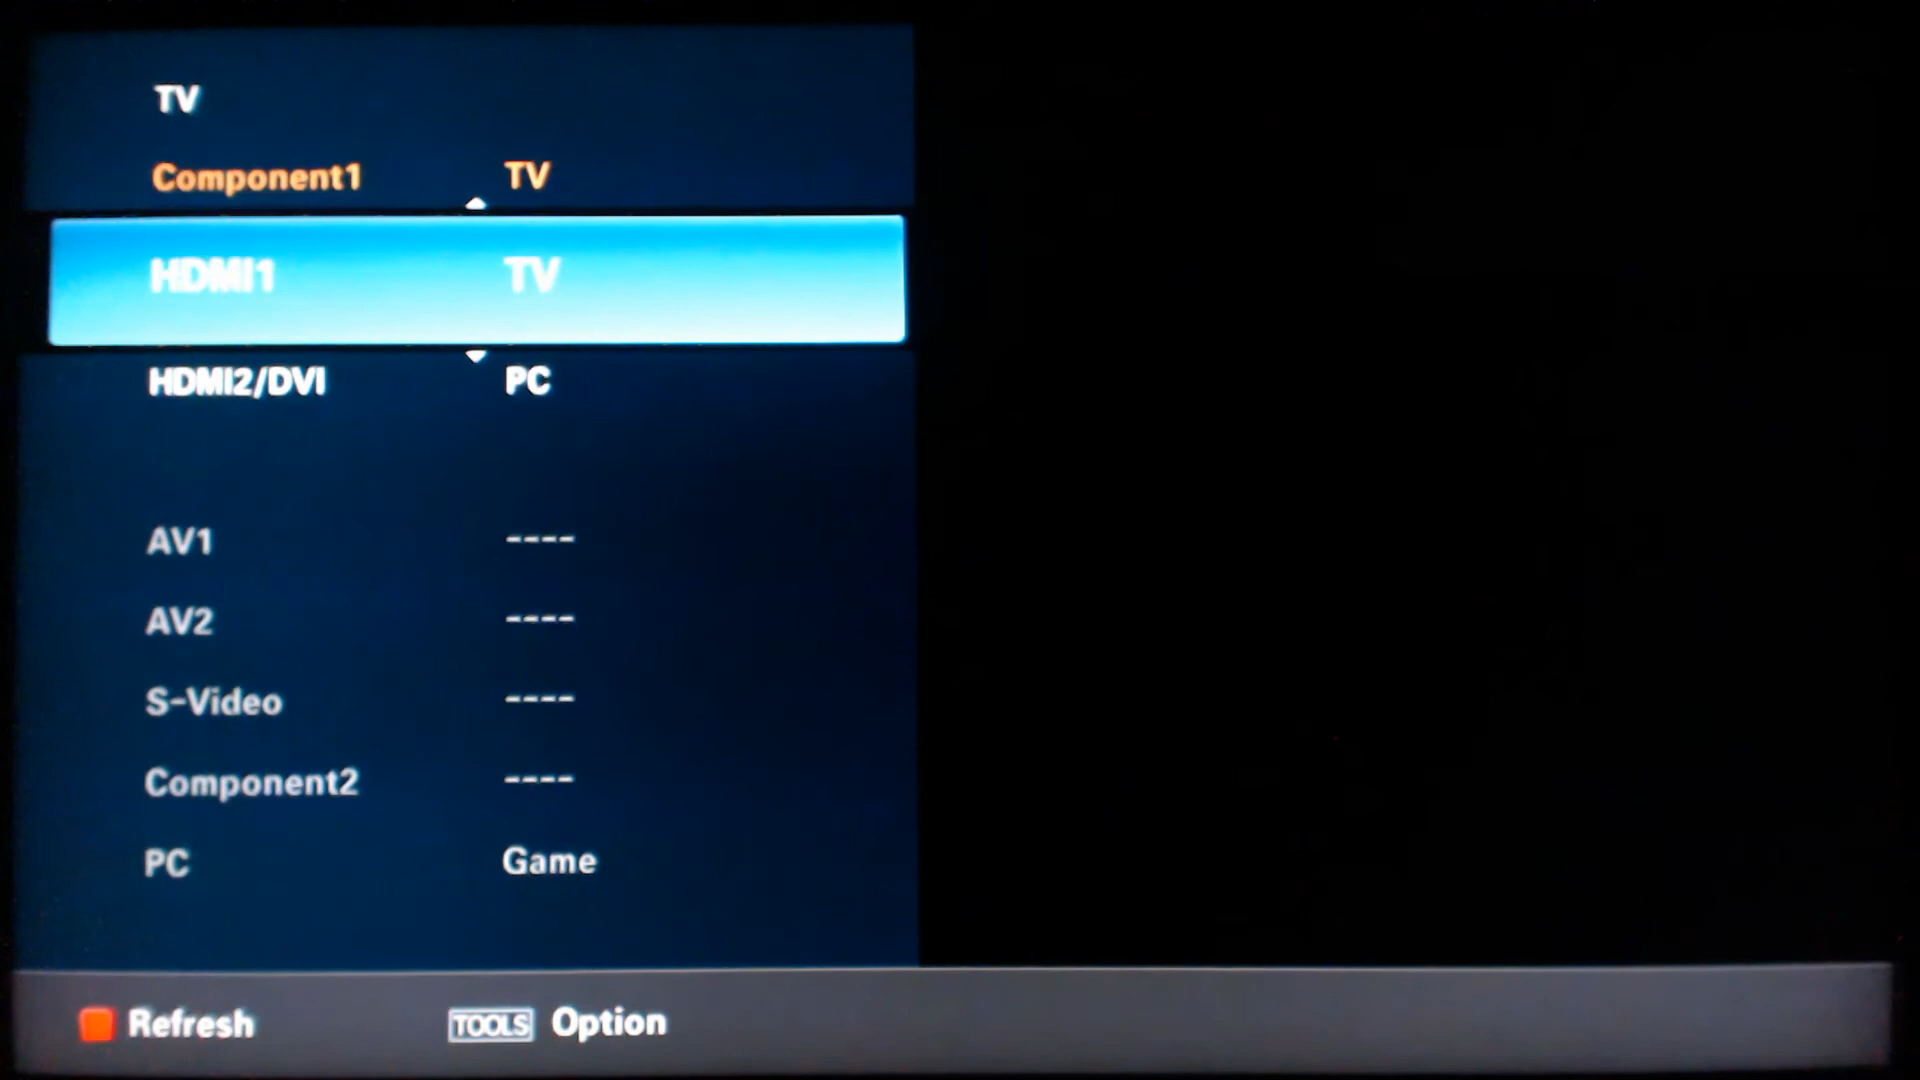 TV
Component1 TV
HDMI1 TV
HDMI2/DVI PC
AV1 ----
AV2 ----
S-Video ----
Component2 ----
PC Game
Refresh TOOLS Option